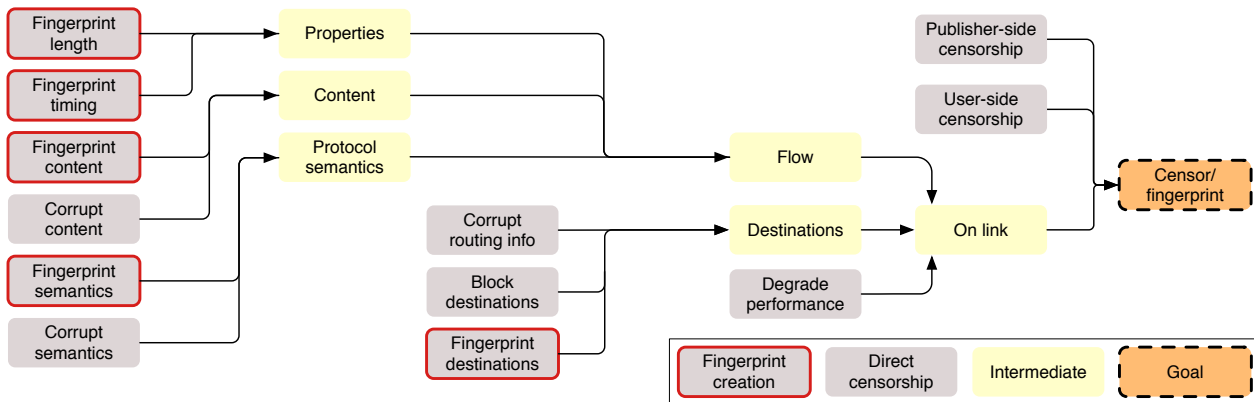 Fingerprint
length
Fingerprint
timing
Fingerprint
content
Corrupt
content
Fingerprint
semantics
Corrupt
semantics
Properties
Content
Protocol
semantics
Corrupt
routing info
Block
destinations
Fingerprint
destinations
Flow
Destinations
Degrade
performance
Publisher-side
censorship
User-side
censorship
On link
Censor/
fingerprint
Fingerprint
creation
Direct
censorship
Intermediate
Goal